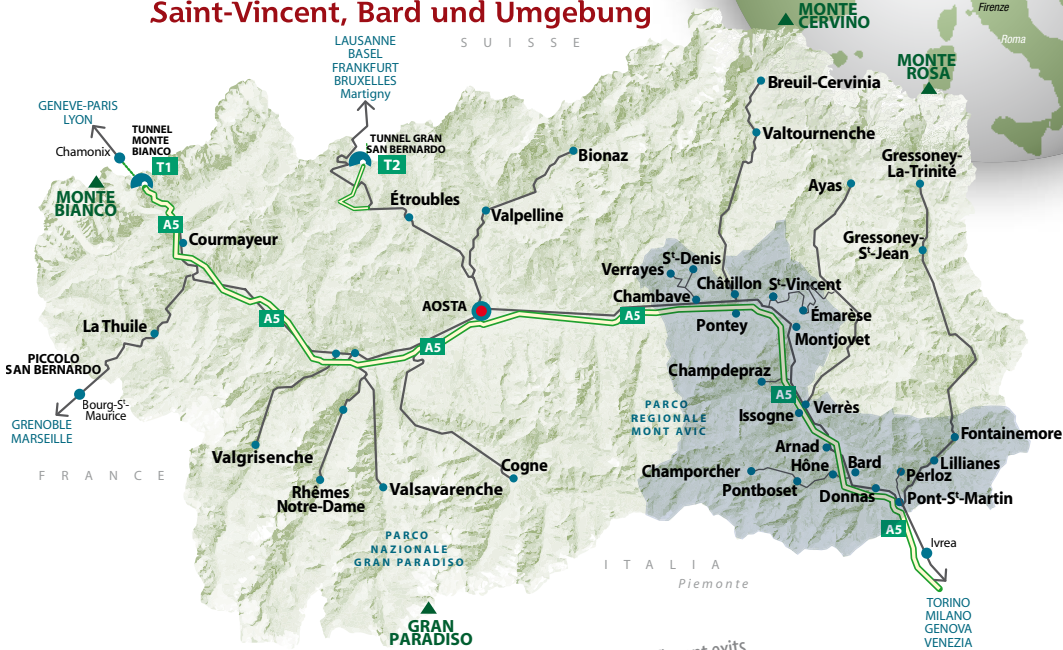 Saint-Vincent, Bard und Umgebung
MONTE
CERVINO
Firenze
Roma
SUISSE
LAUSANNE
BASEL
FRANKFURT
BRUXELLES
Martigny
MONTE
ROSA
GENEVE-PARIS
LYON
Chamonix
TUNNEL
MONTE
BIANCO
T1
TUNNEL GRAN
SAN BERNARDO
T2
Breuil-Cervinia
Valtournenche
Bionaz
Gressoney-
La-Trinité
Ayas
MONTE
BIANCO
Étroubles
Valpelline
A5
Courmayeur
Gressoney-
St-Jean
St-Denis
Verrayes
Châtillon
St-Vincent
Chambave
AOSTA
A5
A5
A5
Émarèse
Pontey
Montjovet
La Thuile
PICCOLO
SAN BERNARDO
Champdepraz
A5
Bourg-St-
Maurice
GRENOBLE
MARSEILLE
PARCO
REGIONALE
MONT AVIC
Issogne
Verrès
Fontainemore
Arnad
Valgrisenche
Cogne
Champorcher
Hône
Bard
Lillianes
Perloz
FRANCE
Rhêmes
Notre-Dame
Valsavarenche
Pontboset
Donnas
Pont-St-Martin
A5
PARCO
NAZIONALE
GRAN PARADISO
Ivrea
ITALIA
Piemonte
GRAN
PARADISO
TORINO
MILANO
GENOVA
VENEZIA
exits